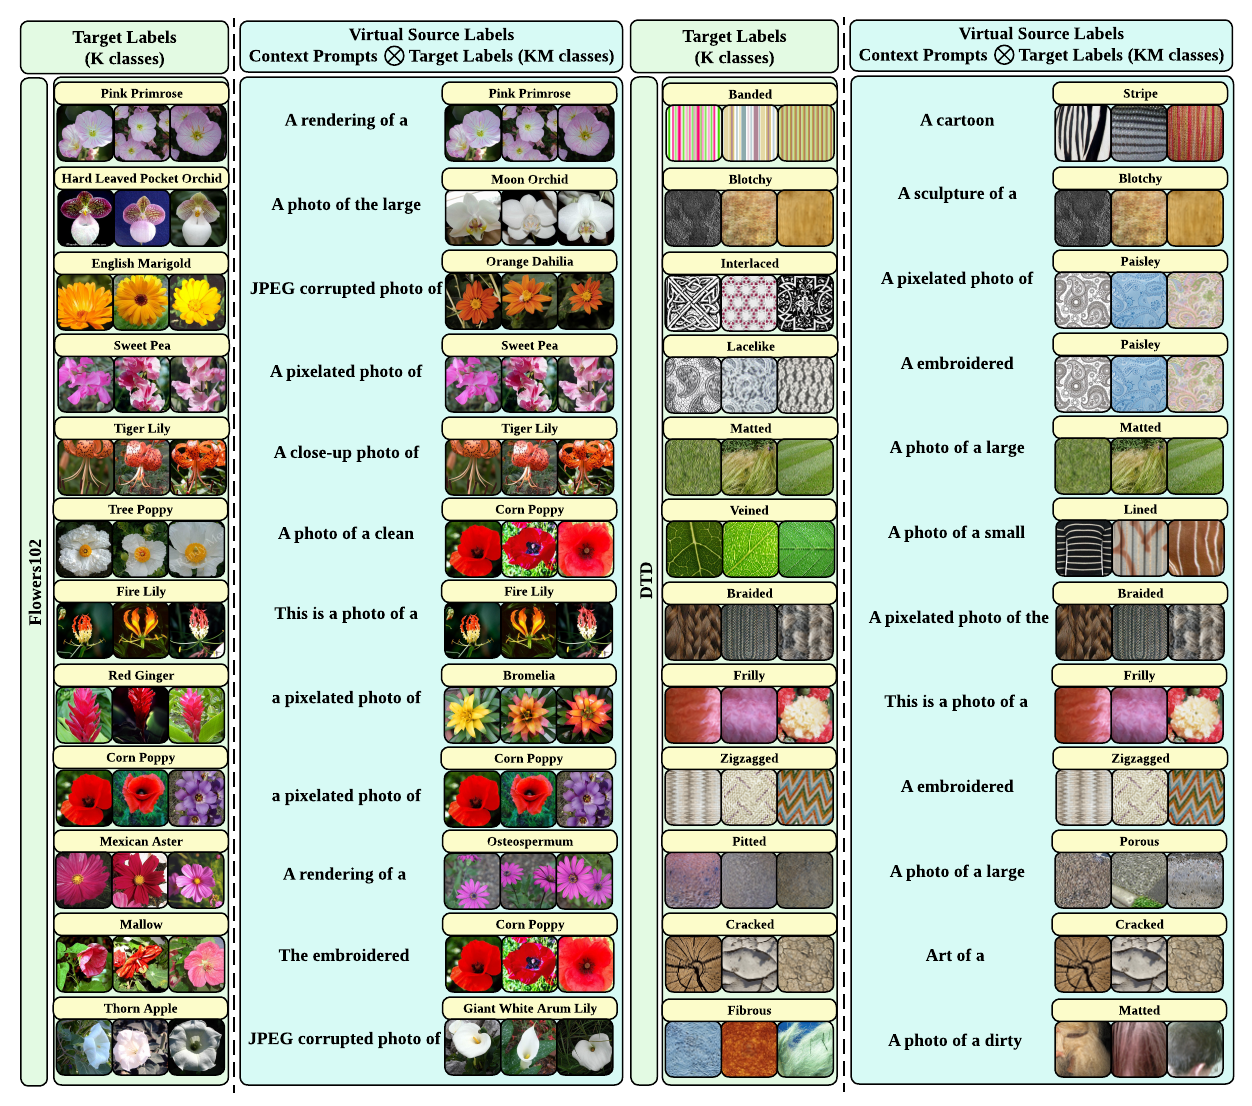 Target Labels
(K classes)
Virtual Source Labels
Context Prompts ⊗ Target Labels (KM classes)
Target Labels
(K classes)
Virtual Source Labels
Context Prompts ⊗ Target Labels (KM classes)
Flowers102
Pink Primrose
A rendering of a
Pink Primrose
Hard Leaved Pocket Orchid
A photo of the large
Moon Orchid
English Marigold
JPEG corrupted photo of
Orange Dahilia
Sweet Pea
A pixelated photo of
Sweet Pea
Tiger Lily
A close-up photo of
Tiger Lily
Tree Poppy
A photo of a clean
Corn Poppy
Fire Lily
This is a photo of a
Fire Lily
Red Ginger
a pixelated photo of
Bromelia
Corn Poppy
a pixelated photo of
Corn Poppy
Mexican Aster
A rendering of a
Osteospermum
Mallow
The embroidered
Corn Poppy
Thorn Apple
JPEG corrupted photo of
Giant White Arum Lily
DTD
Banded
A cartoon
Stripe
Blotchy
A sculpture of a
Blotchy
Interlaced
A pixelated photo of
Paisley
Lacelike
A embroidered
Paisley
Matted
A photo of a large
Matted
Veined
A photo of a small
Lined
Braided
A pixelated photo of the
Braided
Frilly
This is a photo of a
Frilly
Zigzagged
A embroidered
Zigzagged
Pitted
A photo of a large
Porous
Cracked
Art of a
Cracked
Fibrous
A photo of a dirty
Matted